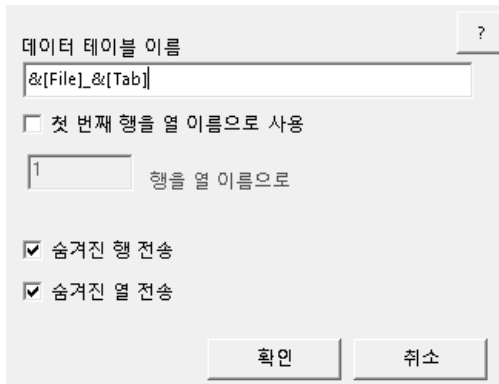 ?
데이터 테이블 이름
&[File]_&[Tab]
첫 번째 행을 열 이름으로 사용
1 행을 열 이름으로
숨겨진 행 전송
숨겨진 열 전송
확인 취소